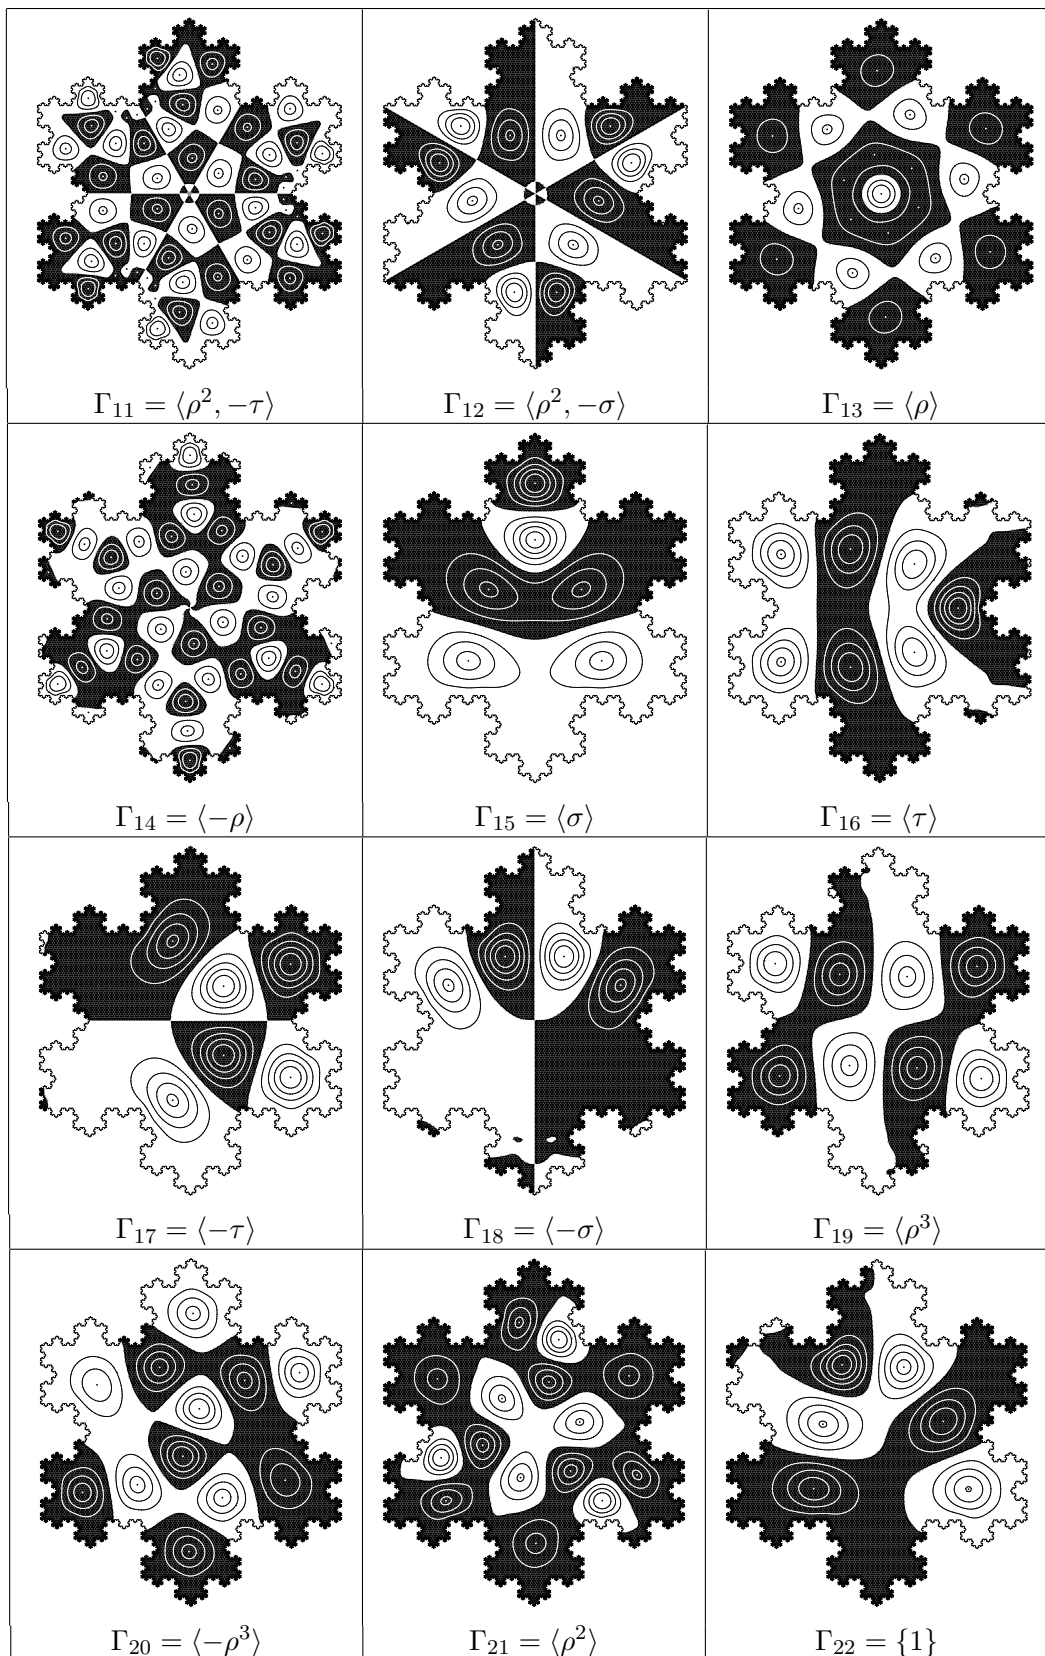 Γ₁₁ = ⟨ρ², −τ⟩ Γ₁₂ = ⟨ρ², −σ⟩ Γ₁₃ = ⟨ρ⟩
Γ₁₄ = ⟨−ρ⟩ Γ₁₅ = ⟨σ⟩ Γ₁₆ = ⟨τ⟩
Γ₁₇ = ⟨−τ⟩ Γ₁₈ = ⟨−σ⟩ Γ₁₉ = ⟨ρ³⟩
Γ₂₀ = ⟨−ρ³⟩ Γ₂₁ = ⟨ρ²⟩ Γ₂₂ = {1}